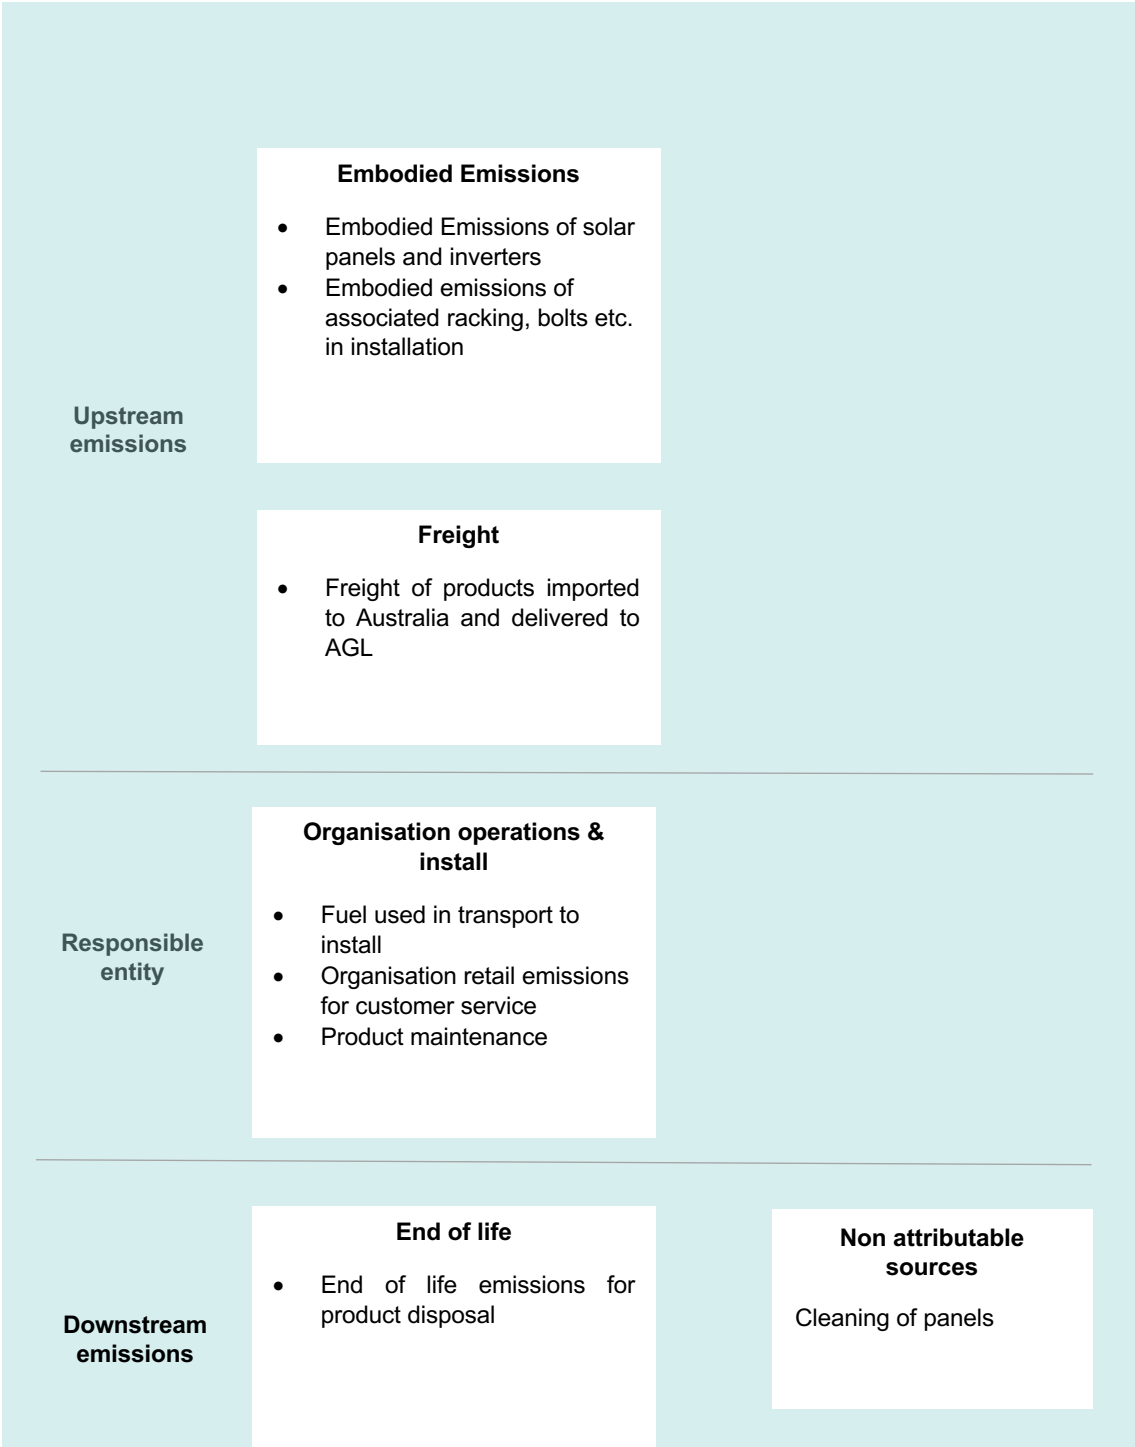 Embodied Emissions
• Embodied Emissions of solar
panels and inverters
• Embodied emissions of
associated racking, bolts etc.
in installation
Upstream
emissions
Freight
• Freight of products imported
to Australia and delivered to
AGL
Organisation operations &
install
• Fuel used in transport to
install
• Organisation retail emissions
for customer service
• Product maintenance
Responsible
entity
End of life
• End of life emissions for
product disposal
Non attributable
sources
Cleaning of panels
Downstream
emissions